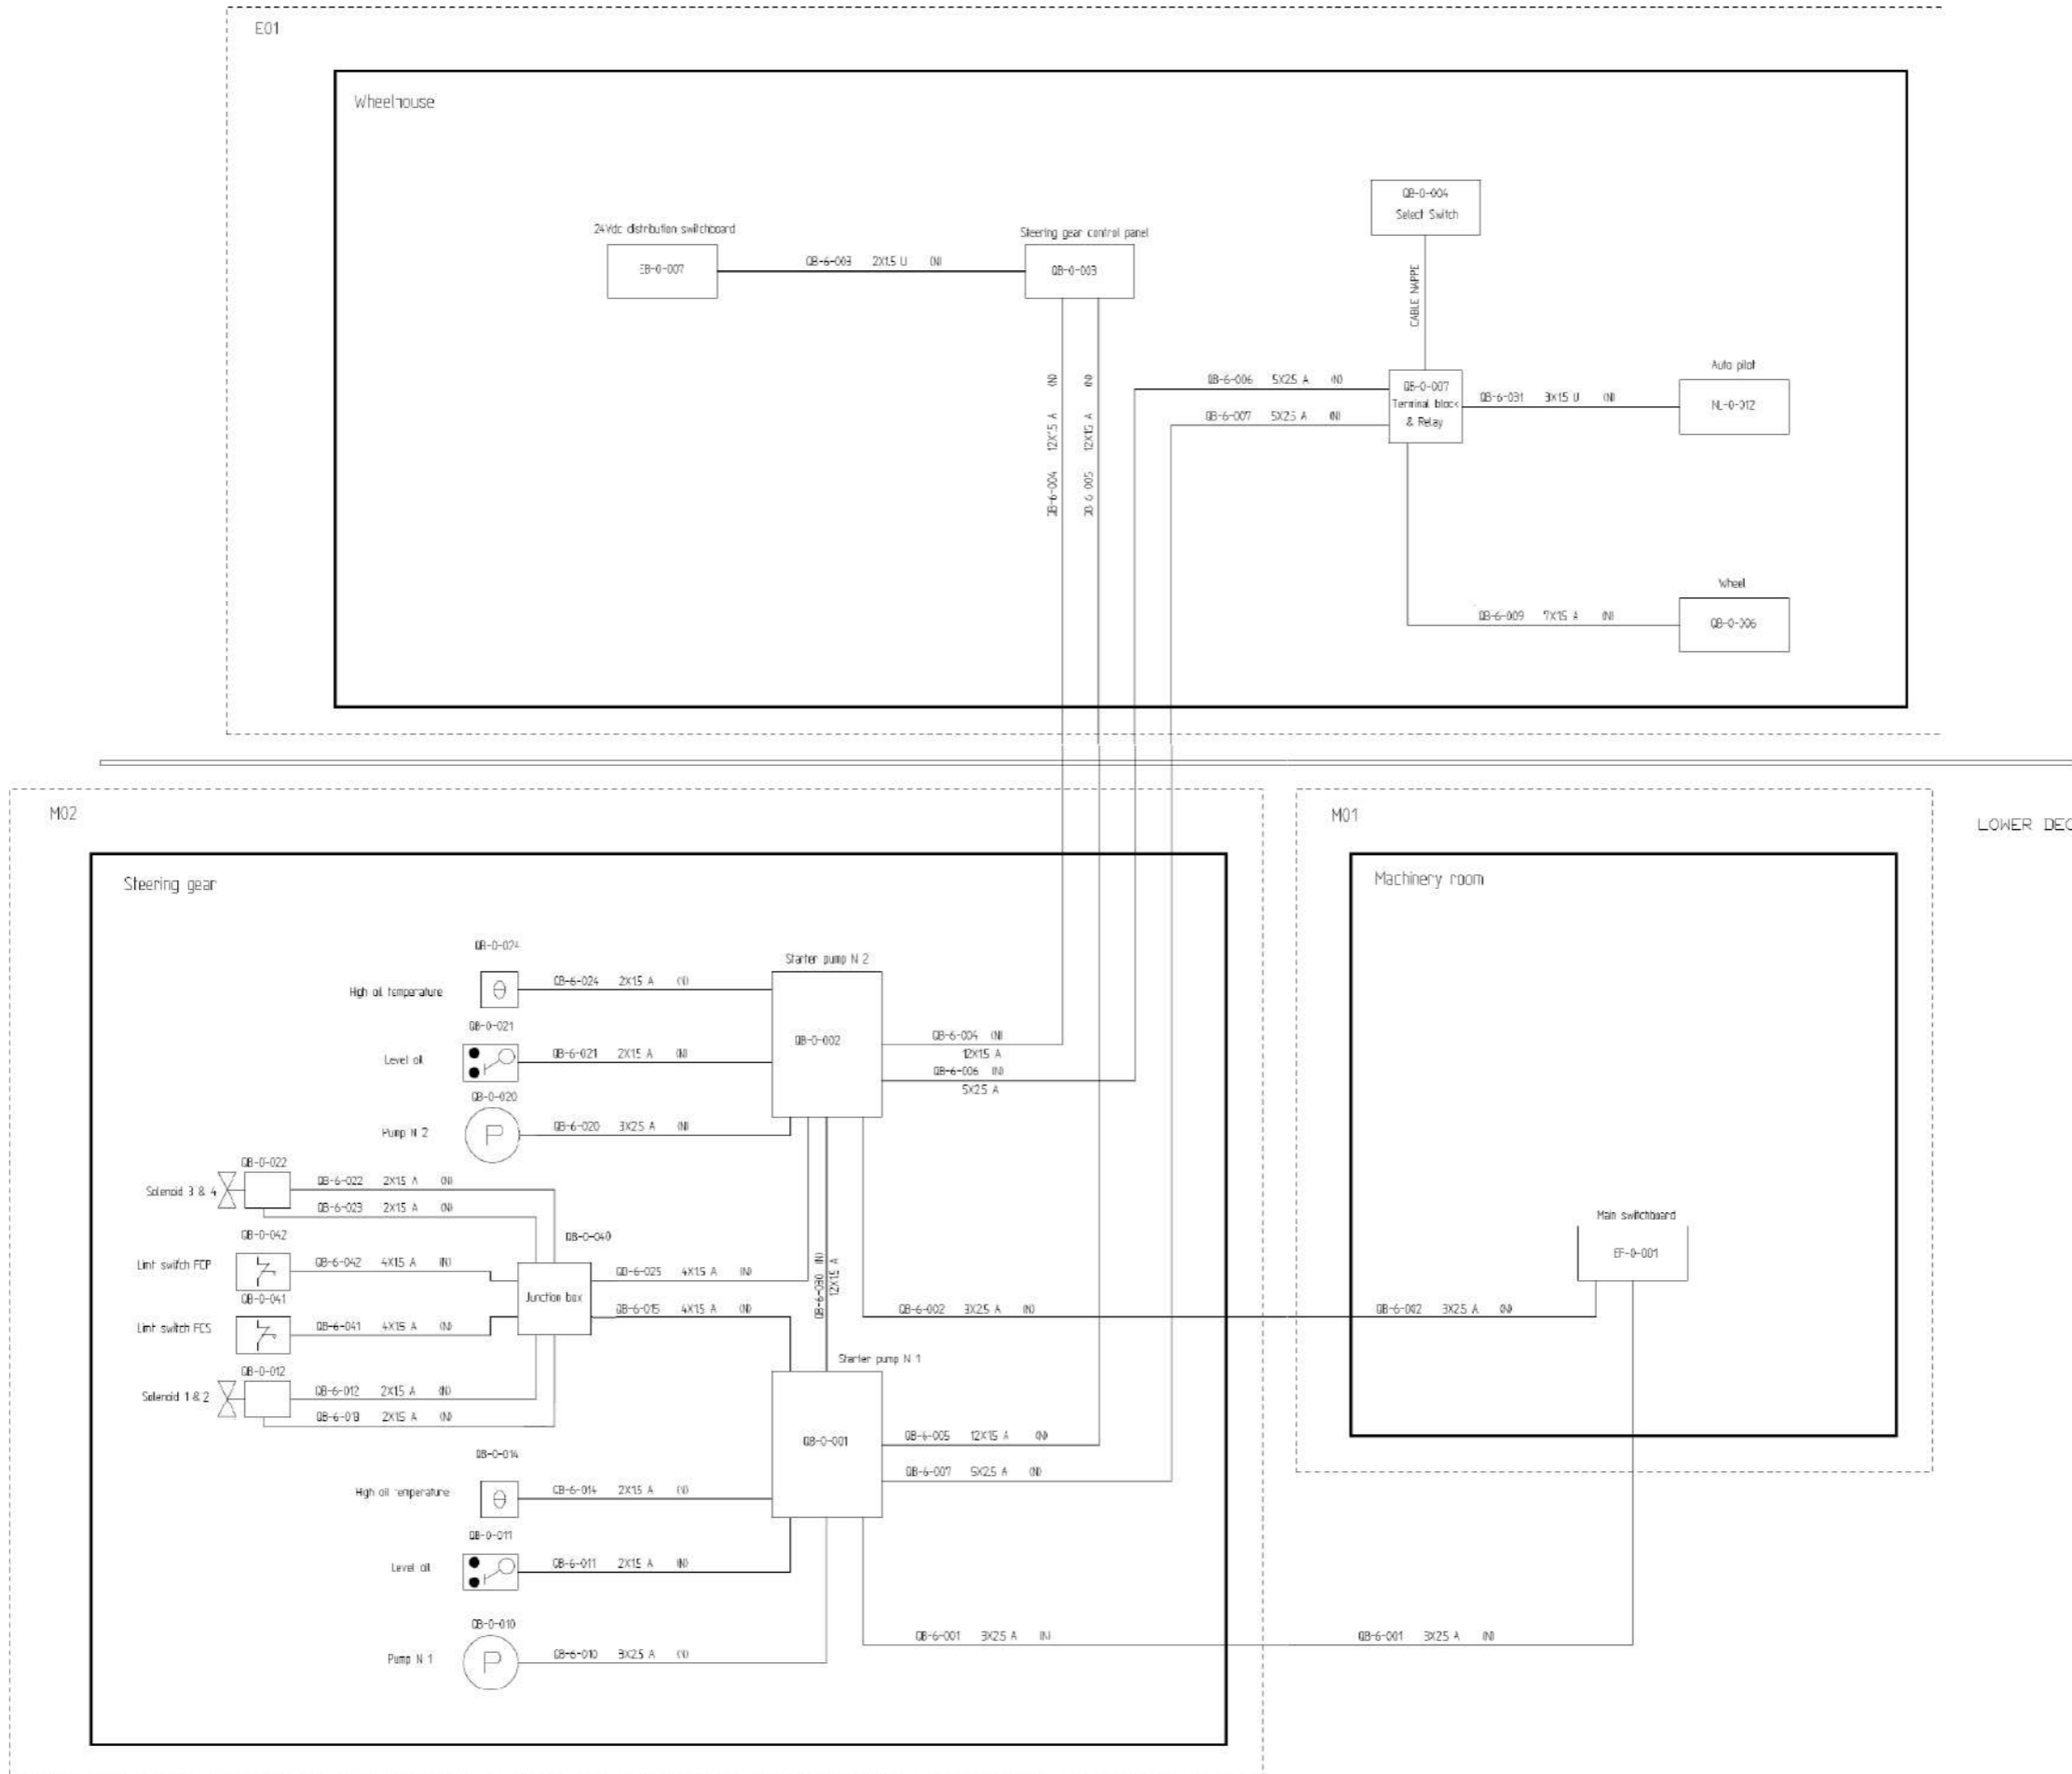 E01
Wheelhouse
QB-0-004
Select Switch
24Vdc distribution switchboard
Steering gear control panel
EB-0-007
QB-6-003 2X1.5 U (N)
QB-0-003
CABLE NAPPE
Auto pilot
QB-6-006 5X2.5 A (N)
QB-0-007
Terminal block
& Relay
QB-6-031 3X1.5 U (N)
NL-0-012
QB-6-007 5X2.5 A (N)
QB-6-004 12X1.5 A (N)
QB-6-005 12X1.5 A (N)
Wheel
QB-6-009 7X1.5 A (N)
QB-0-006
M02
M01
LOWER DEC
Steering gear
Machinery room
QB-0-024
Starter pump N 2
High oil temperature
QB-6-024 2X1.5 A (N)
QB-0-021
QB-0-002
Level oil
QB-6-021 2X1.5 A (N)
QB-6-004 (N)
12X1.5 A
QB-6-006 (N)
5X2.5 A
QB-0-020
Pump N 2
P
QB-6-020 3X2.5 A (N)
QB-0-022
Solenoid 3 & 4
QB-6-022 2X1.5 A (N)
QB-6-023 2X1.5 A (N)
QB-0-042
QB-0-040
Limit switch FCP
QB-6-042 4X1.5 A (N)
QB-6-025 4X1.5 A (N)
QB-0-041
Junction box
QB-6-015 4X1.5 A (N)
QB-6-030 (N)
12X1.5 A
Limit switch FCS
QB-6-041 4X1.5 A (N)
QB-6-002 3X2.5 A (N)
QB-6-002 3X2.5 A (N)
Main switchboard
EF-0-001
QB-0-012
Starter pump N 1
Solenoid 1 & 2
QB-6-012 2X1.5 A (N)
QB-6-013 2X1.5 A (N)
QB-0-001
QB-6-005 12X1.5 A (N)
QB-6-007 5X2.5 A (N)
QB-0-014
High oil temperature
QB-6-014 2X1.5 A (N)
QB-0-011
Level oil
QB-6-011 2X1.5 A (N)
QB-0-010
Pump N 1
P
QB-6-010 3X2.5 A (N)
QB-6-001 3X2.5 A (N)
QB-6-001 3X2.5 A (N)